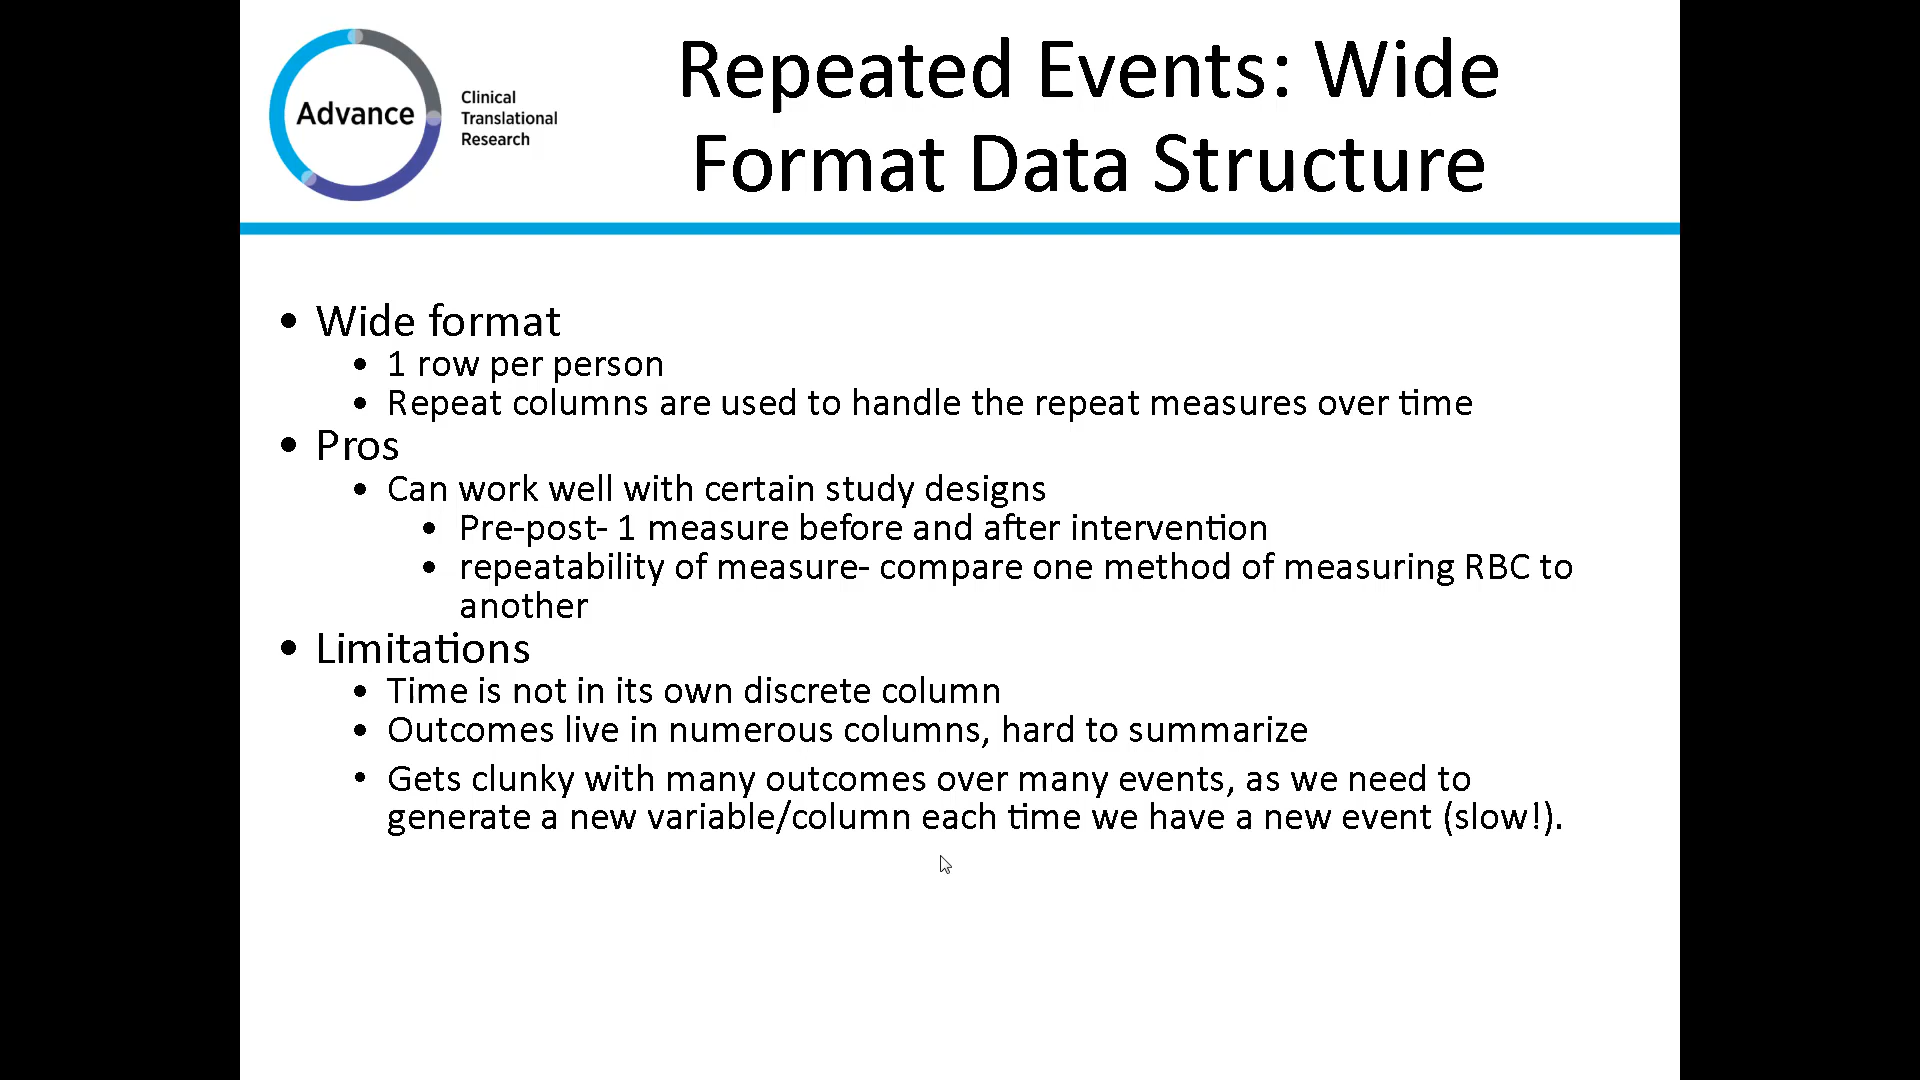 Advance
Clinical
Translational
Research
Repeated Events: Wide
Format Data Structure
• Wide format
• 1 row per person
• Repeat columns are used to handle the repeat measures over time
• Pros
• Can work well with certain study designs
• Pre-post- 1 measure before and after intervention
• repeatability of measure- compare one method of measuring RBC to
another
• Limitations
• Time is not in its own discrete column
• Outcomes live in numerous columns, hard to summarize
• Gets clunky with many outcomes over many events, as we need to
generate a new variable/column each time we have a new event (slow!).